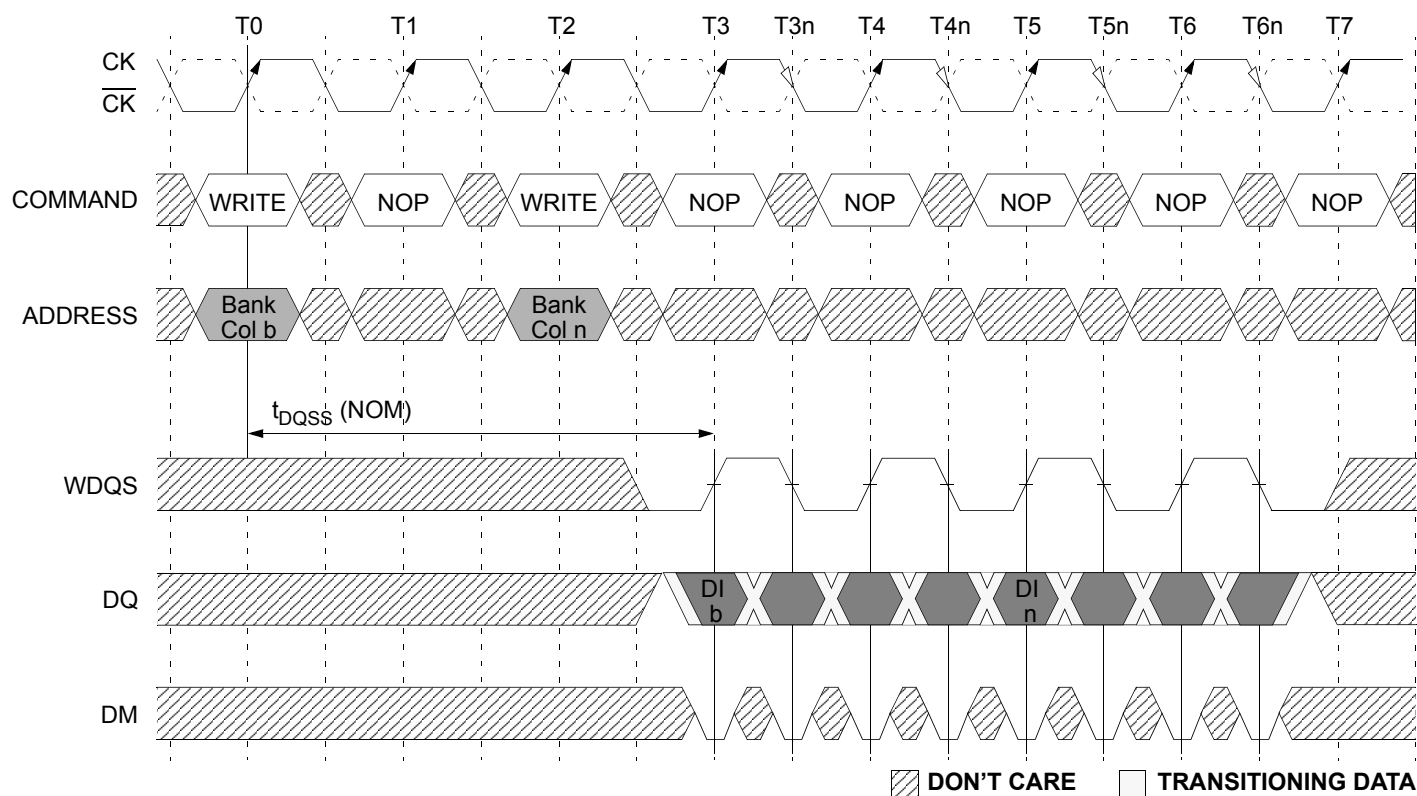 T0 T1 T2 T3 T3n T4 T4n T5 T5n T6 T6n T7
CK
CK
COMMAND WRITE NOP WRITE NOP NOP NOP NOP NOP
ADDRESS Bank Col b Bank Col n
tDQSS (NOM)
WDQS
DQ DI b DI n
DM
DON'T CARE TRANSITIONING DATA